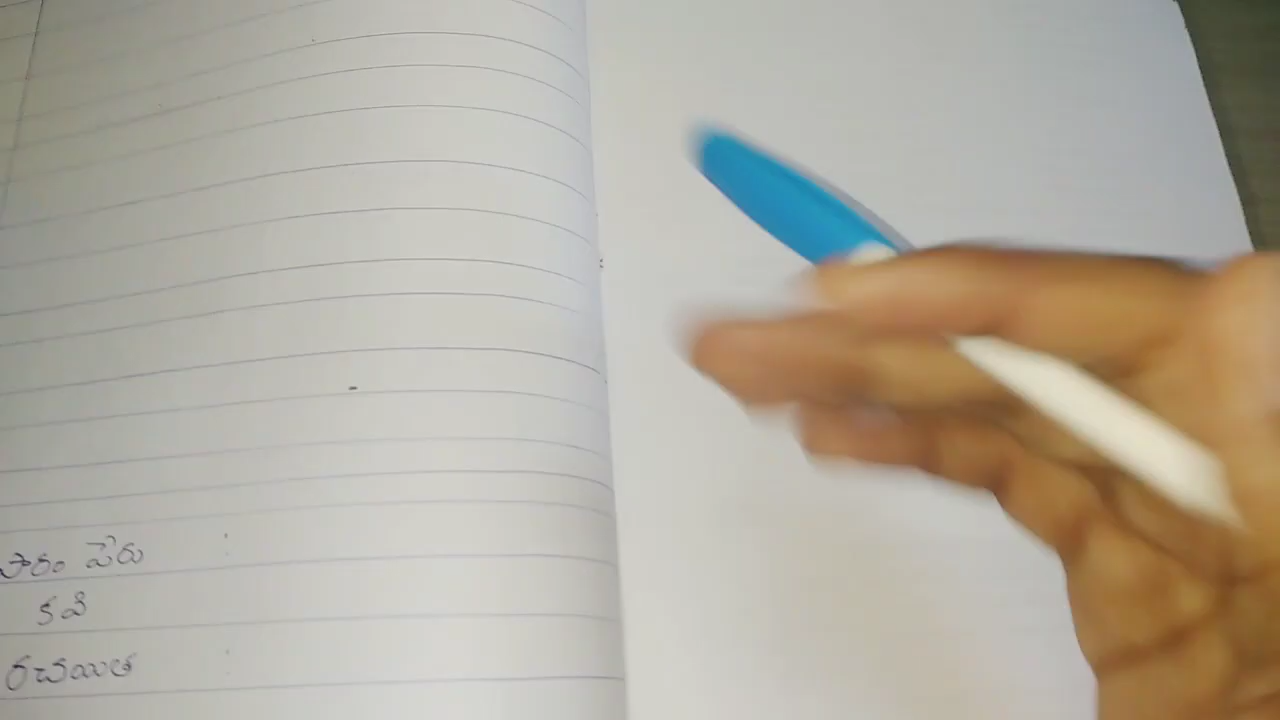 పాఠం పేరు :
కవి
రచయిత :